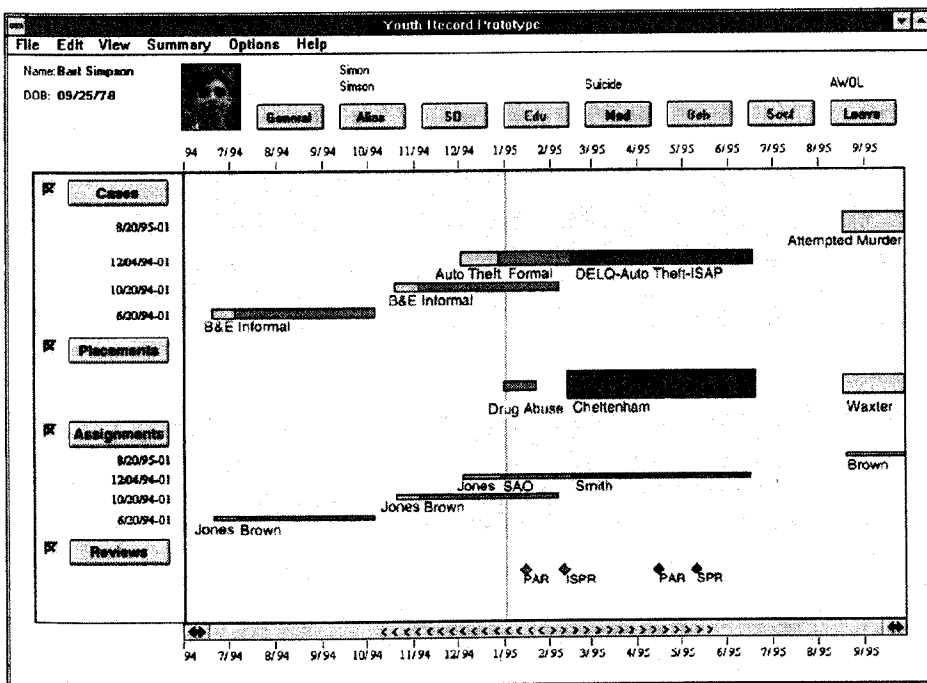 Youth Record Prototype
File Edit View Summary Options Help
Name: Bart Simpson
DOB: 09/25/78
Simon
Simson
Suicide
AWOL
General Alias SO Edu Med Beh Leave
94 7/94 8/94 9/94 10/94 11/94 12/94 1/95 2/95 3/95 4/95 5/95 6/95 7/95 8/95 9/95
Cases
8/20/95-01
Attempted Murder
12/04/94-01
Auto Theft Formal DELQ-Auto Theft-ISAP
10/20/94-01
B&E Informal
6/20/94-01
B&E Informal
Placements
Drug Abuse Cheltenham Waxter
Assignments
8/20/95-01
Brown
12/04/94-01
Jones SAO Smith
10/20/94-01
Jones Brown
6/20/94-01
Jones Brown
Reviews
PAR ISPR PAR SPR
94 7/94 8/94 9/94 10/94 11/94 12/94 1/95 2/95 3/95 4/95 5/95 6/95 7/95 8/95 9/95